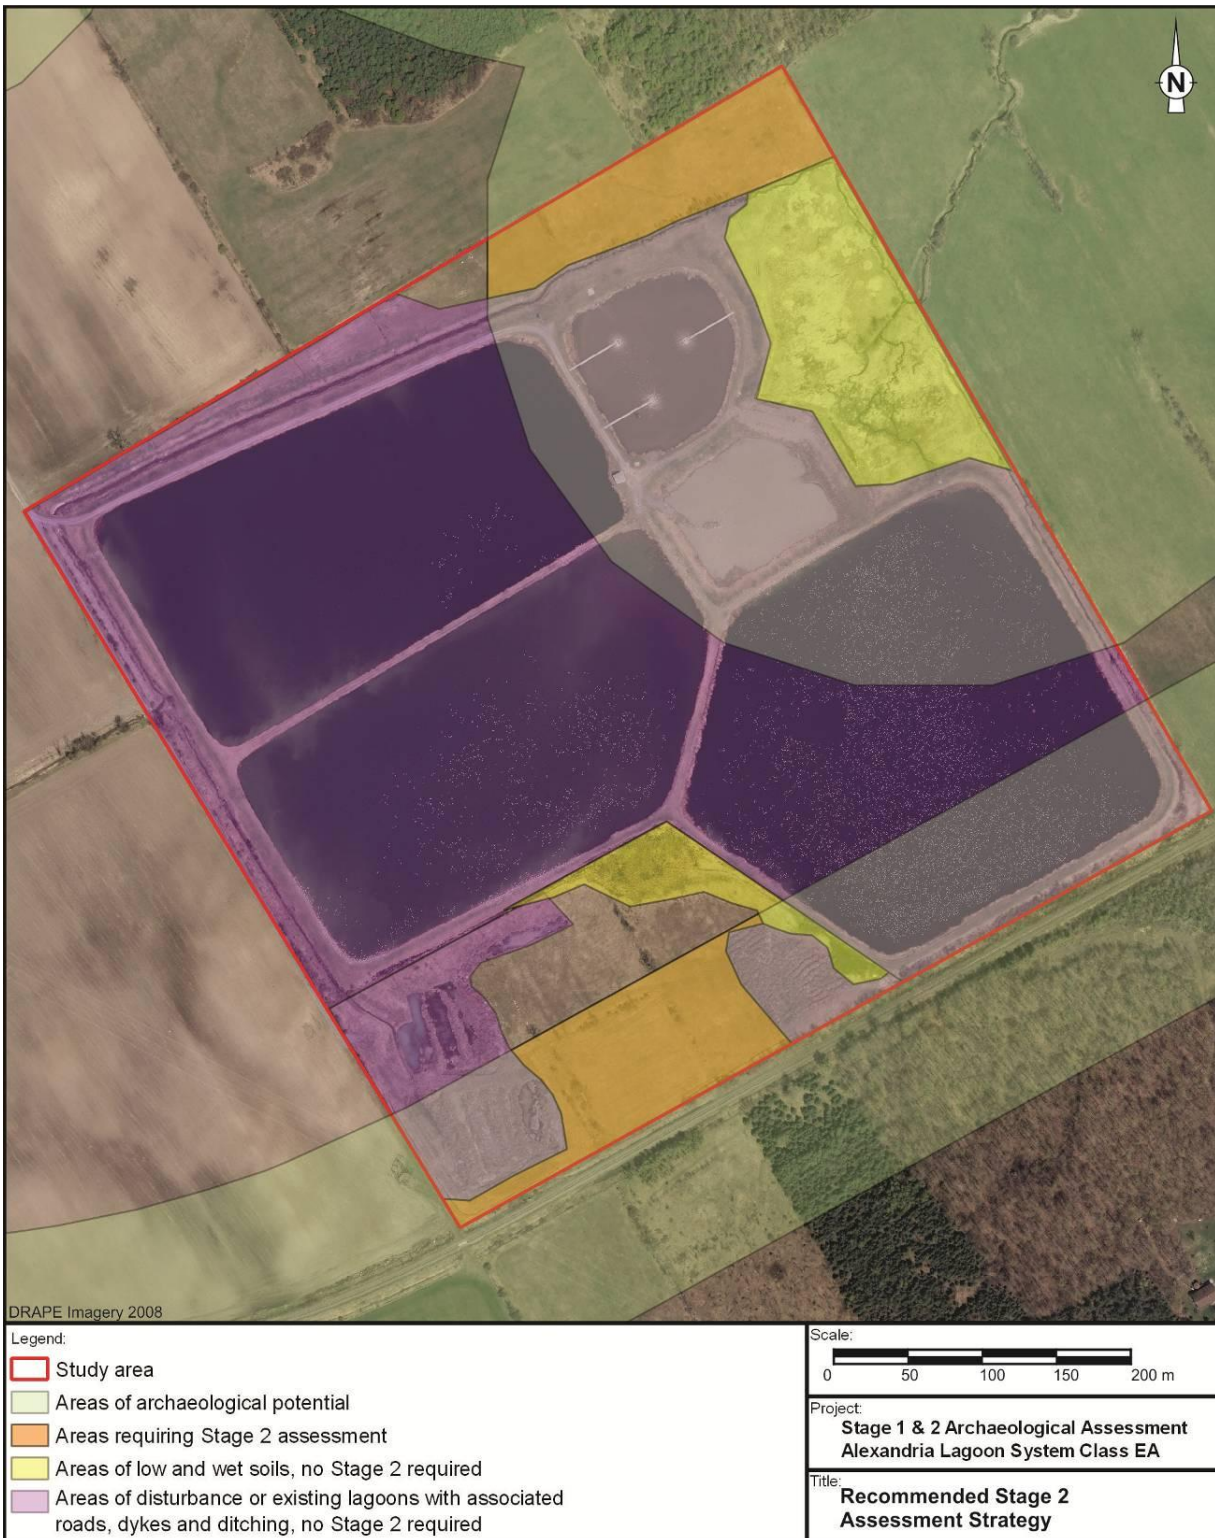 N
DRAPE Imagery 2008
Legend:
Study area
Areas of archaeological potential
Areas requiring Stage 2 assessment
Areas of low and wet soils, no Stage 2 required
Areas of disturbance or existing lagoons with associated
roads, dykes and ditching, no Stage 2 required
Scale:
0 50 100 150 200 m
Project:
Stage 1 & 2 Archaeological Assessment
Alexandria Lagoon System Class EA
Title:
Recommended Stage 2
Assessment Strategy